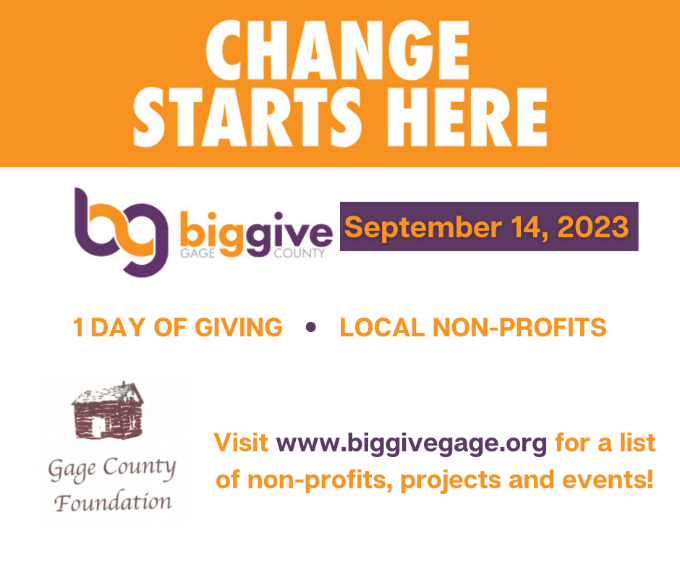 CHANGE
STARTS HERE
bg biggive
GAGE COUNTY
September 14, 2023
1 DAY OF GIVING • LOCAL NON-PROFITS
Gage County
Foundation
Visit www.biggivegage.org for a list
of non-profits, projects and events!